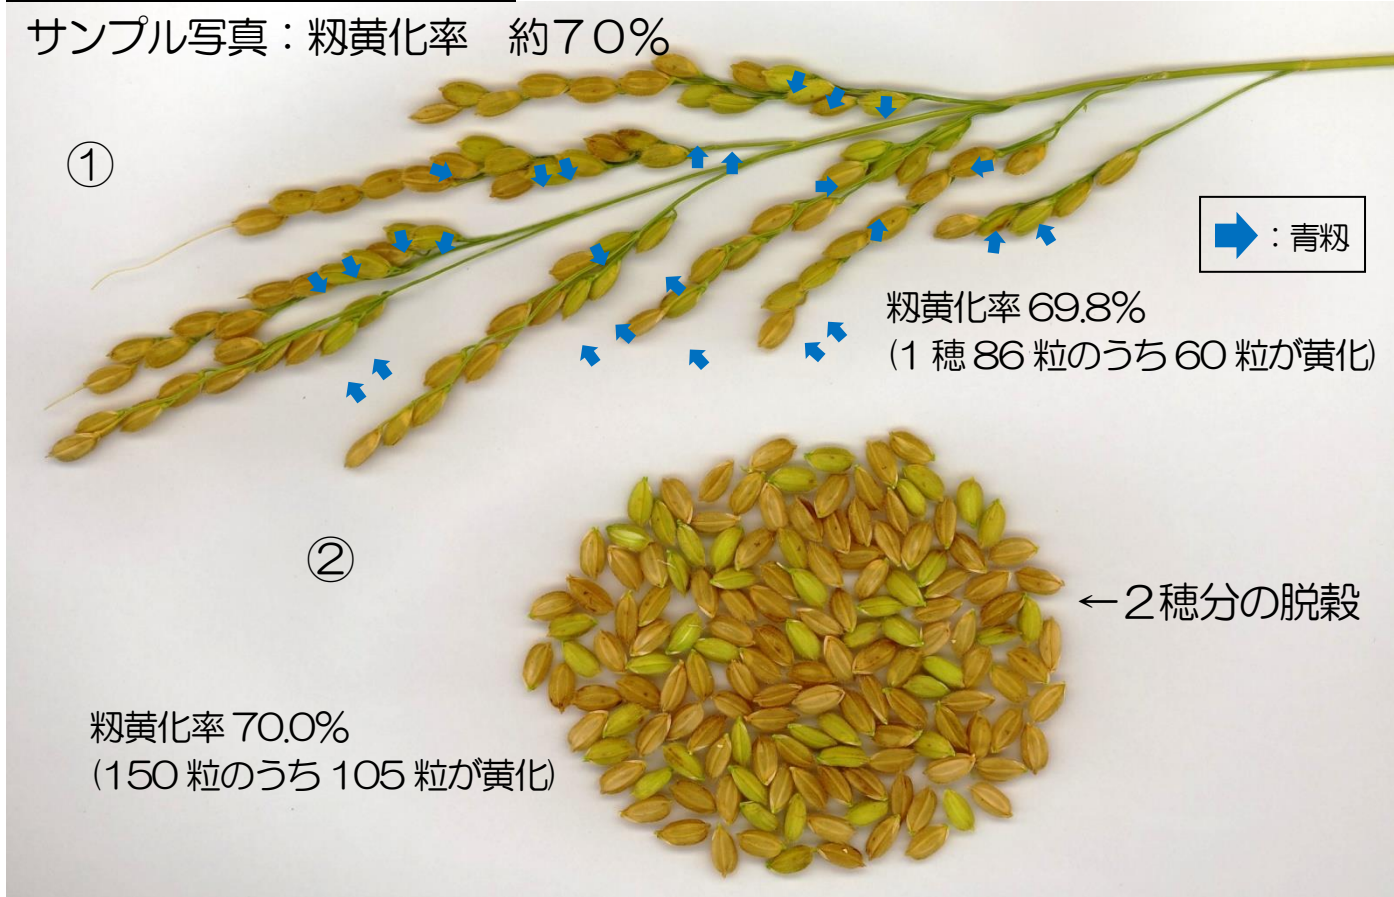 サンプル写真：籾黄化率　約７０％
①
：青籾
籾黄化率 69.8％
（1 穂 86 粒のうち 60 粒が黄化）
②
←２穂分の脱穀
籾黄化率 70.0％
（150 粒のうち 105 粒が黄化）